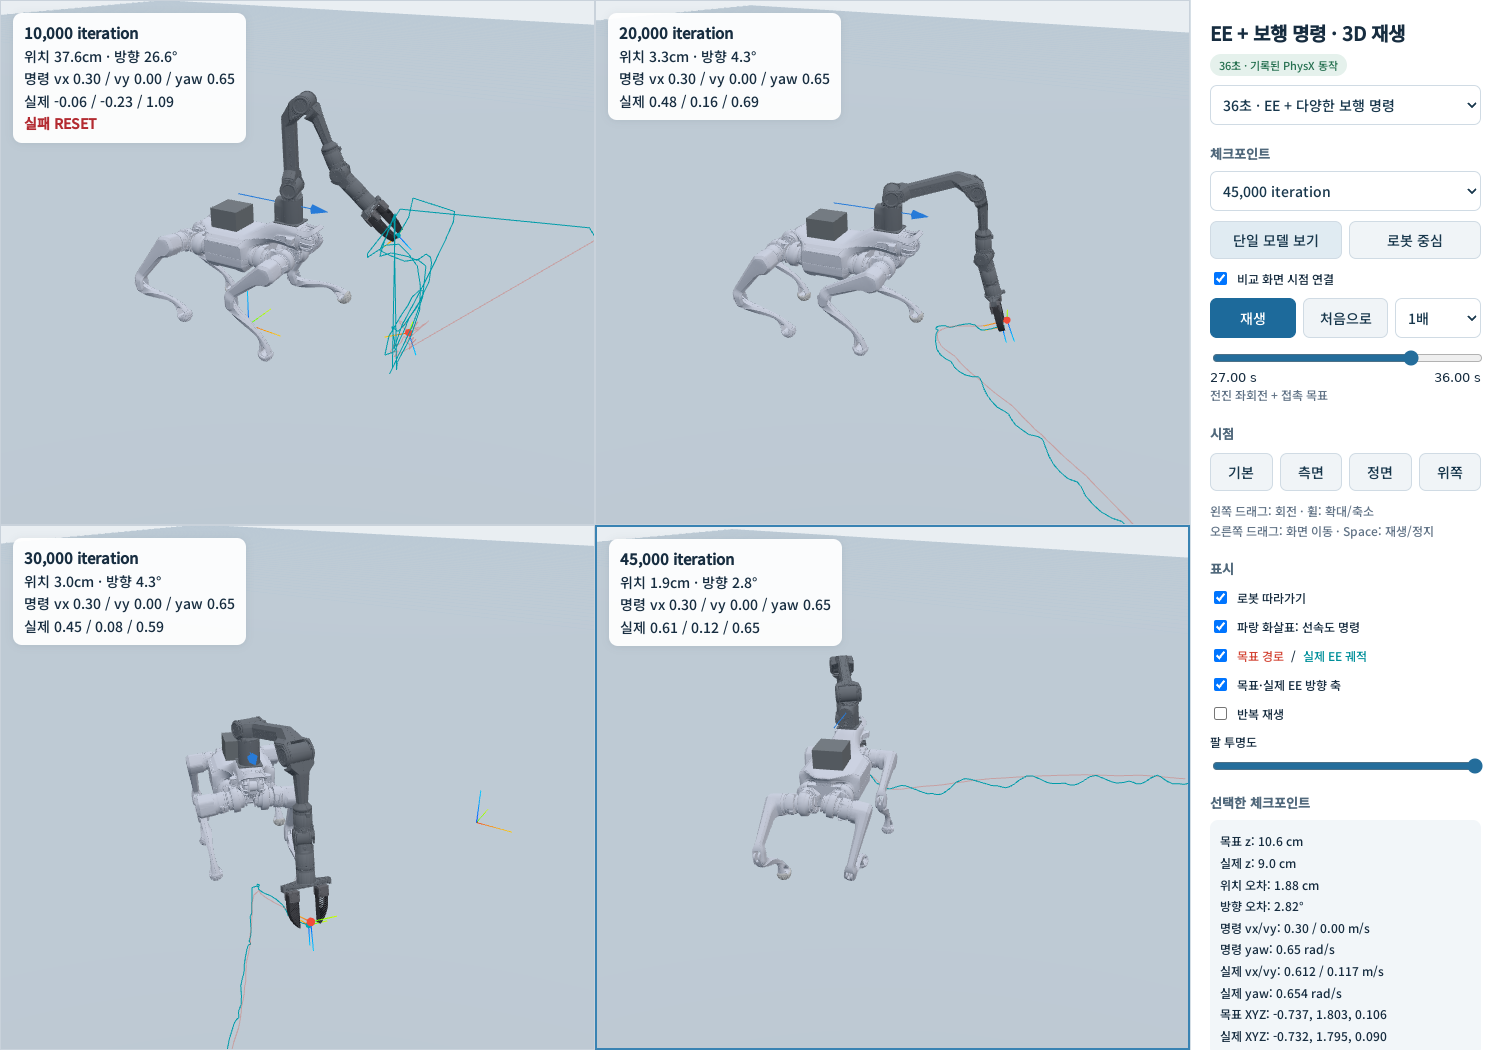 10,000 iteration
위치 37.6cm · 방향 26.6°
명령 vx 0.30 / vy 0.00 / yaw 0.65
실제 -0.06 / -0.23 / 1.09
실패 RESET
20,000 iteration
위치 3.3cm · 방향 4.3°
명령 vx 0.30 / vy 0.00 / yaw 0.65
실제 0.48 / 0.16 / 0.69
30,000 iteration
위치 3.0cm · 방향 4.3°
명령 vx 0.30 / vy 0.00 / yaw 0.65
실제 0.45 / 0.08 / 0.59
45,000 iteration
위치 1.9cm · 방향 2.8°
명령 vx 0.30 / vy 0.00 / yaw 0.65
실제 0.61 / 0.12 / 0.65
EE + 보행 명령 · 3D 재생
36초 · 기록된 PhysX 동작
36초 · EE + 다양한 보행 명령
체크포인트
45,000 iteration
단일 모델 보기 로봇 중심
비교 화면 시점 연결
재생 처음으로 1배
27.00 s 36.00 s
전진 좌회전 + 접촉 목표
시점
기본 측면 정면 위쪽
왼쪽 드래그: 회전 · 휠: 확대/축소
오른쪽 드래그: 화면 이동 · Space: 재생/정지
표시
로봇 따라가기
파랑 화살표: 선속도 명령
목표 경로 / 실제 EE 궤적
목표·실제 EE 방향 축
반복 재생
팔 투명도
선택한 체크포인트
목표 z: 10.6 cm
실제 z: 9.0 cm
위치 오차: 1.88 cm
방향 오차: 2.82°
명령 vx/vy: 0.30 / 0.00 m/s
명령 yaw: 0.65 rad/s
실제 vx/vy: 0.612 / 0.117 m/s
실제 yaw: 0.654 rad/s
목표 XYZ: -0.737, 1.803, 0.106
실제 XYZ: -0.732, 1.795, 0.090